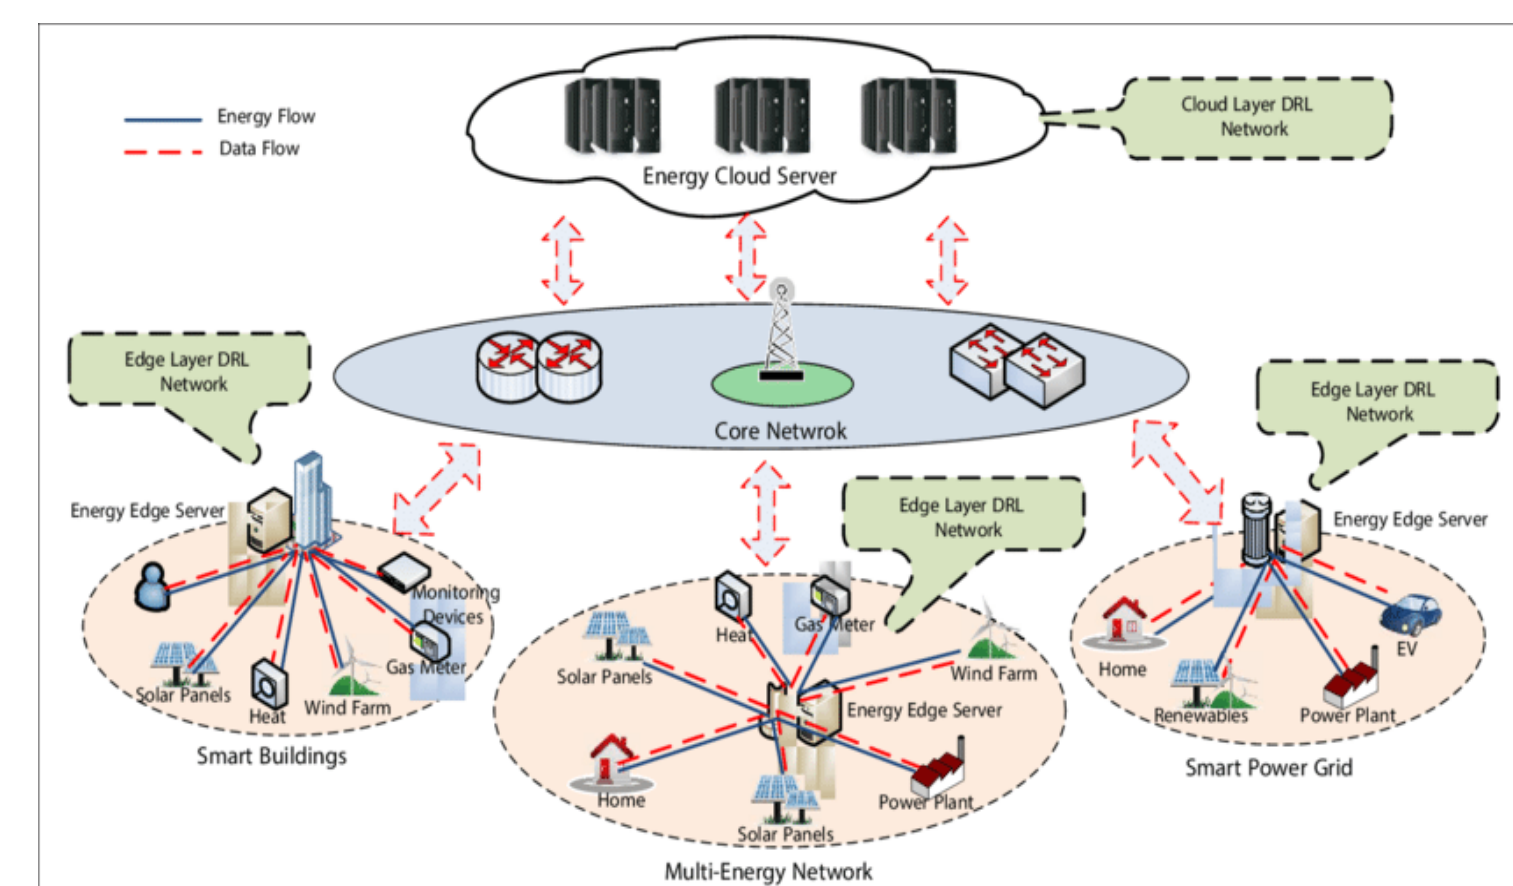 Energy Flow
Data Flow
Energy Cloud Server
Cloud Layer DRL
Network
Core Netwrok
Edge Layer DRL
Network
Energy Edge Server
Monitoring
Devices
Gas Meter
Solar Panels
Heat
Wind Farm
Smart Buildings
Edge Layer DRL
Network
Heat
Gas Meter
Solar Panels
Wind Farm
Energy Edge Server
Home
Solar Panels
Power Plant
Multi-Energy Network
Edge Layer DRL
Network
Energy Edge Server
Home
EV
Renewables
Power Plant
Smart Power Grid